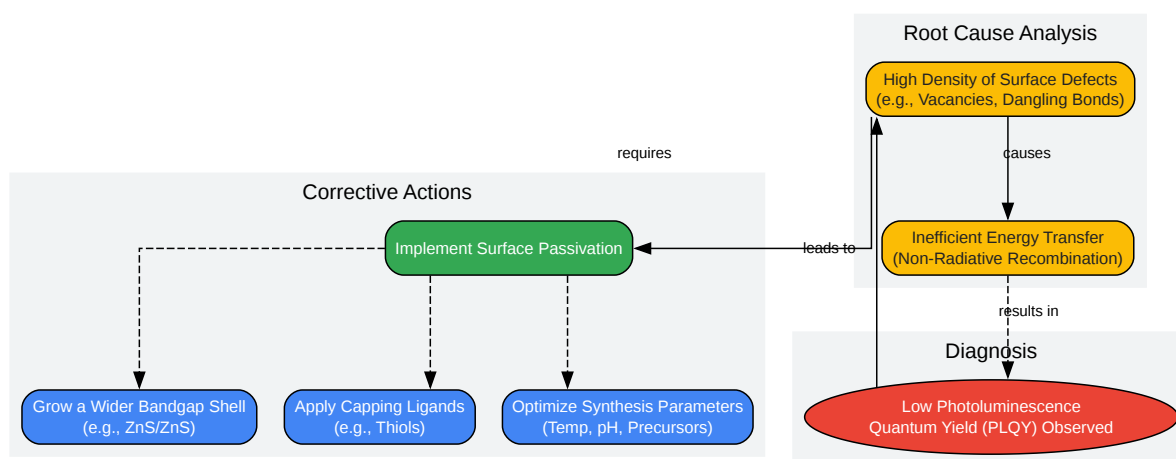 Root Cause Analysis
High Density of Surface Defects
(e.g., Vacancies, Dangling Bonds)
requires
causes
Corrective Actions
Implement Surface Passivation
leads to
Inefficient Energy Transfer
(Non-Radiative Recombination)
results in
Diagnosis
Grow a Wider Bandgap Shell
(e.g., ZnS/ZnS)
Apply Capping Ligands
(e.g., Thiols)
Optimize Synthesis Parameters
(Temp, pH, Precursors)
Low Photoluminescence
Quantum Yield (PLQY) Observed